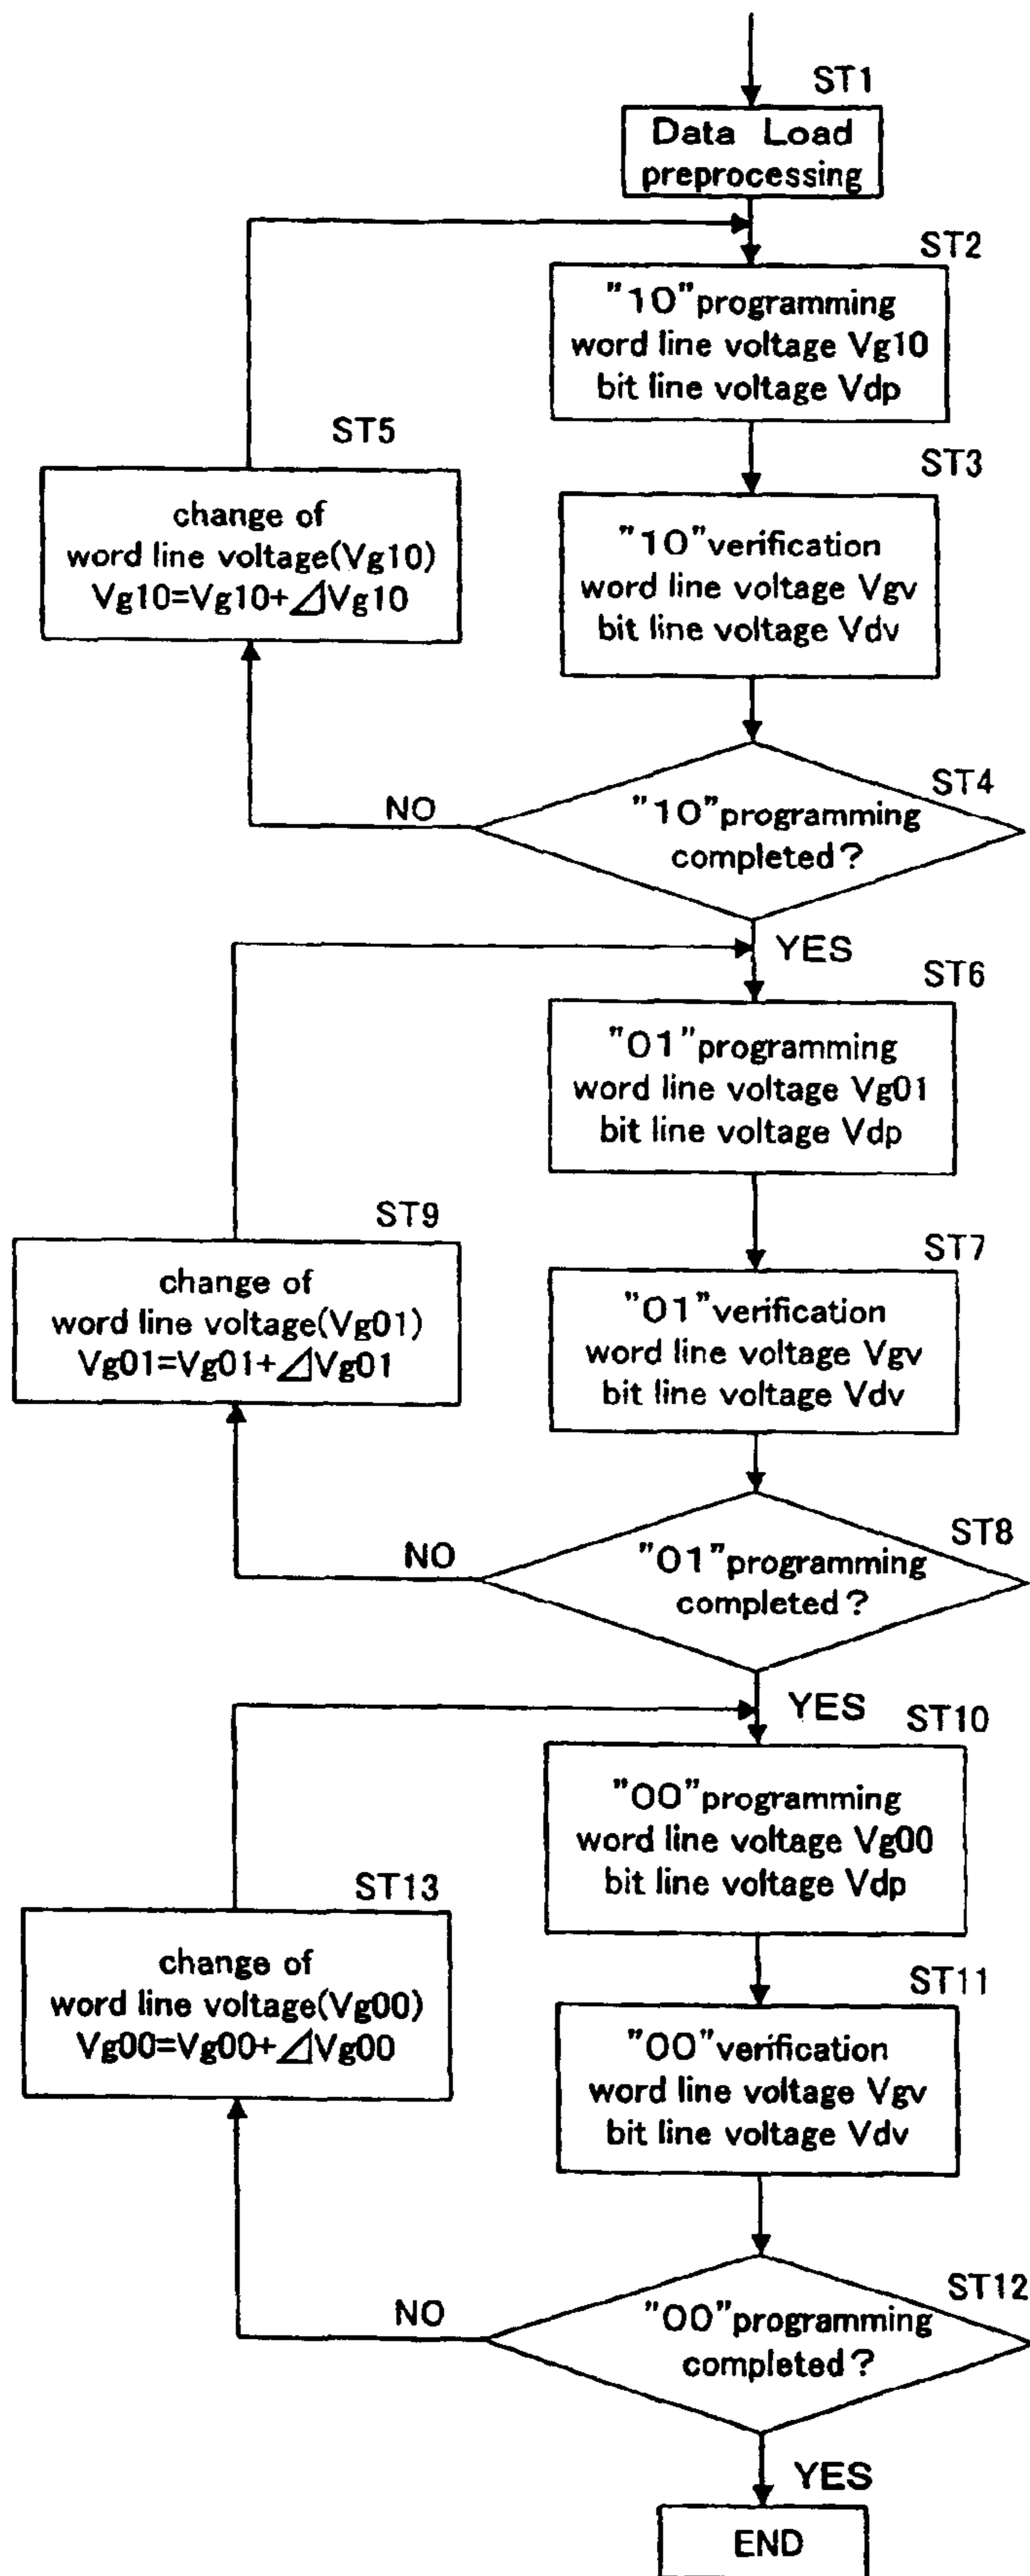 ST1
Data Load
preprocessing
ST2
"10"programming
word line voltage Vg10
bit line voltage Vdp
ST5
change of
word line voltage(Vg10)
Vg10=Vg10+⊿Vg10
ST3
"10"verification
word line voltage Vgv
bit line voltage Vdv
ST4
"10"programming
completed?
NO
YES
ST6
"01"programming
word line voltage Vg01
bit line voltage Vdp
ST9
change of
word line voltage(Vg01)
Vg01=Vg01+⊿Vg01
ST7
"01"verification
word line voltage Vgv
bit line voltage Vdv
ST8
"01"programming
completed?
NO
YES
ST10
"00"programming
word line voltage Vg00
bit line voltage Vdp
ST13
change of
word line voltage(Vg00)
Vg00=Vg00+⊿Vg00
ST11
"00"verification
word line voltage Vgv
bit line voltage Vdv
ST12
"00"programming
completed?
NO
YES
END